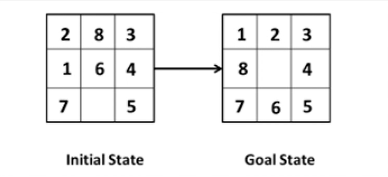 2 8 3 1 2 3
1 6 4 8 4
7 5 7 6 5
Initial State Goal State